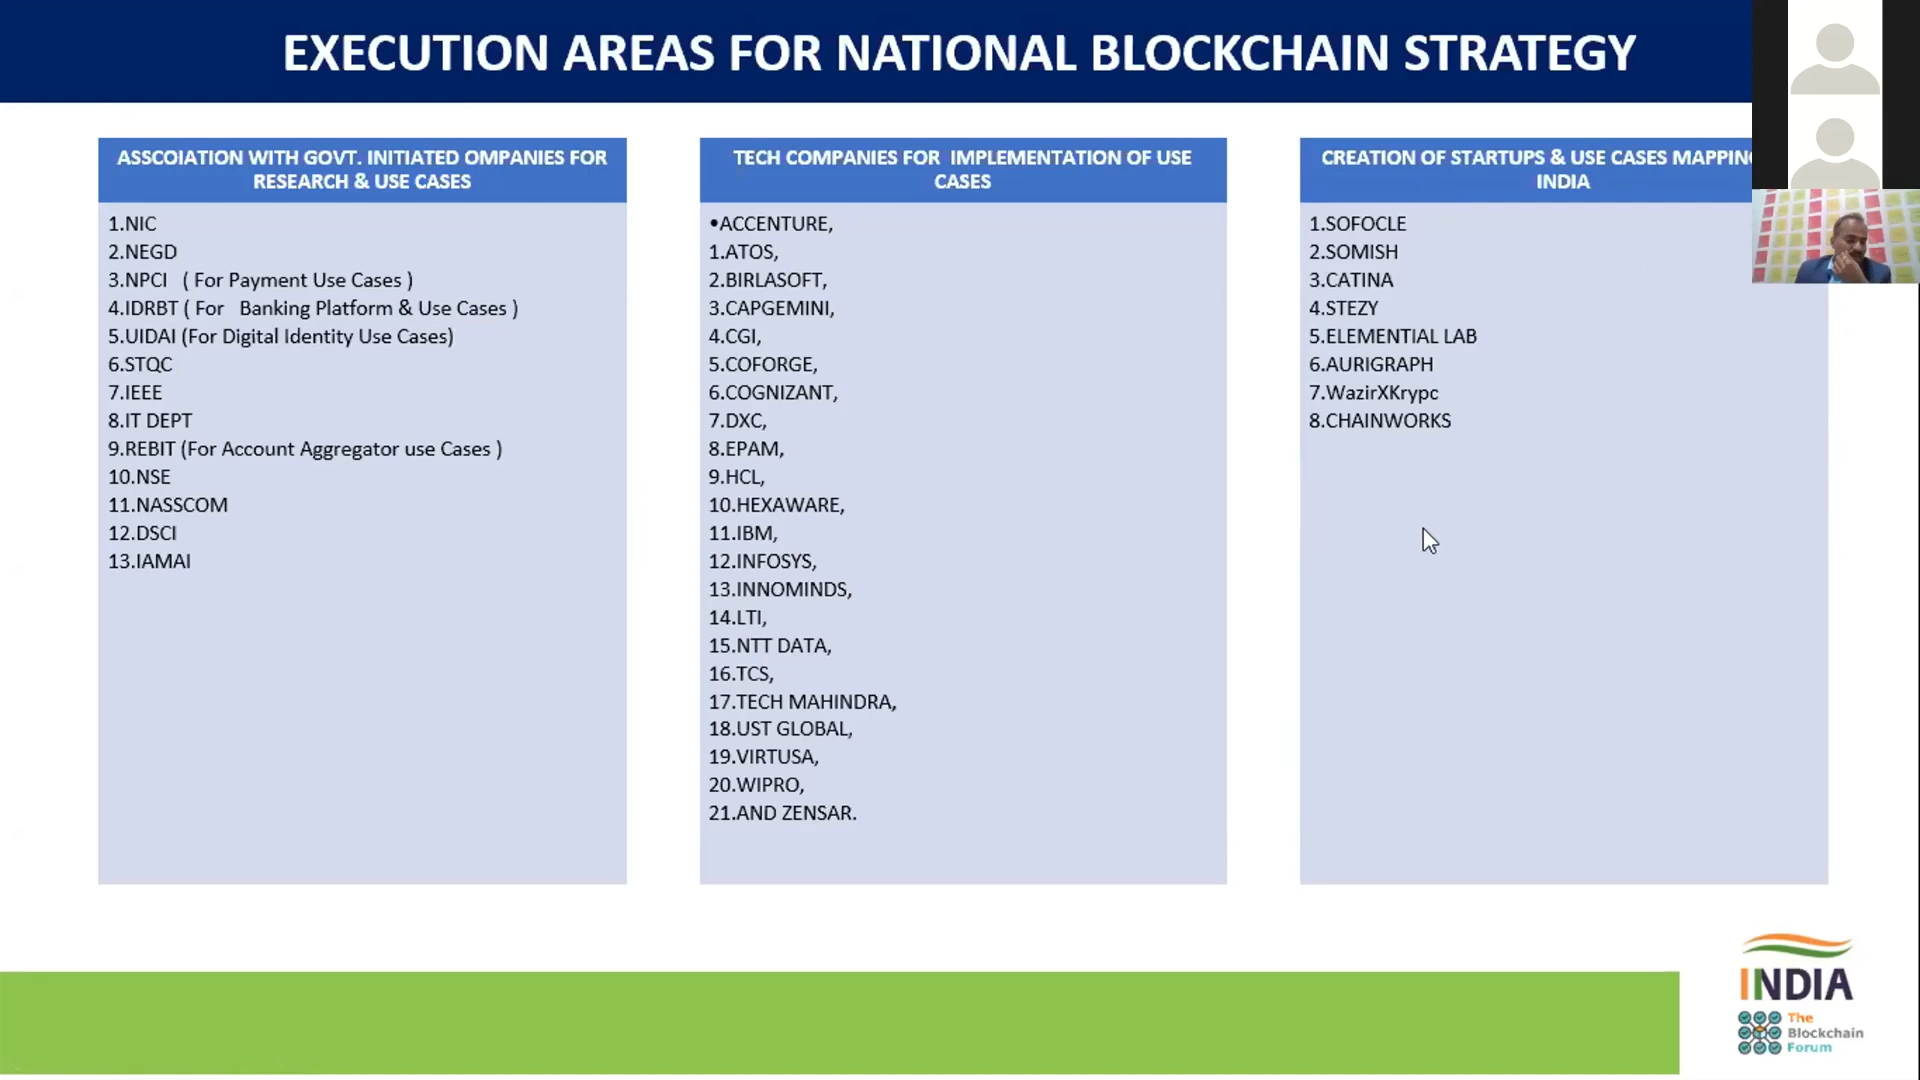 EXECUTION AREAS FOR NATIONAL BLOCKCHAIN STRATEGY
ASSCOIATION WITH GOVT. INITIATED OMPANIES FOR
RESEARCH & USE CASES
1.NIC
2.NEGD
3.NPCI ( For Payment Use Cases )
4.IDRBT ( For Banking Platform & Use Cases )
5.UIDAI (For Digital Identity Use Cases)
6.STQC
7.IEEE
8.IT DEPT
9.REBIT (For Account Aggregator use Cases )
10.NSE
11.NASSCOM
12.DSCI
13.IAMAI
TECH COMPANIES FOR IMPLEMENTATION OF USE
CASES
•ACCENTURE,
1.ATOS,
2.BIRLASOFT,
3.CAPGEMINI,
4.CGI,
5.COFORGE,
6.COGNIZANT,
7.DXC,
8.EPAM,
9.HCL,
10.HEXAWARE,
11.IBM,
12.INFOSYS,
13.INNOMINDS,
14.LTI,
15.NTT DATA,
16.TCS,
17.TECH MAHINDRA,
18.UST GLOBAL,
19.VIRTUSA,
20.WIPRO,
21.AND ZENSAR.
CREATION OF STARTUPS & USE CASES MAPPING
INDIA
1.SOFOCLE
2.SOMISH
3.CATINA
4.STEZY
5.ELEMENTIAL LAB
6.AURIGRAPH
7.WazirXKrypc
8.CHAINWORKS
INDIA
The
Blockchain
Forum